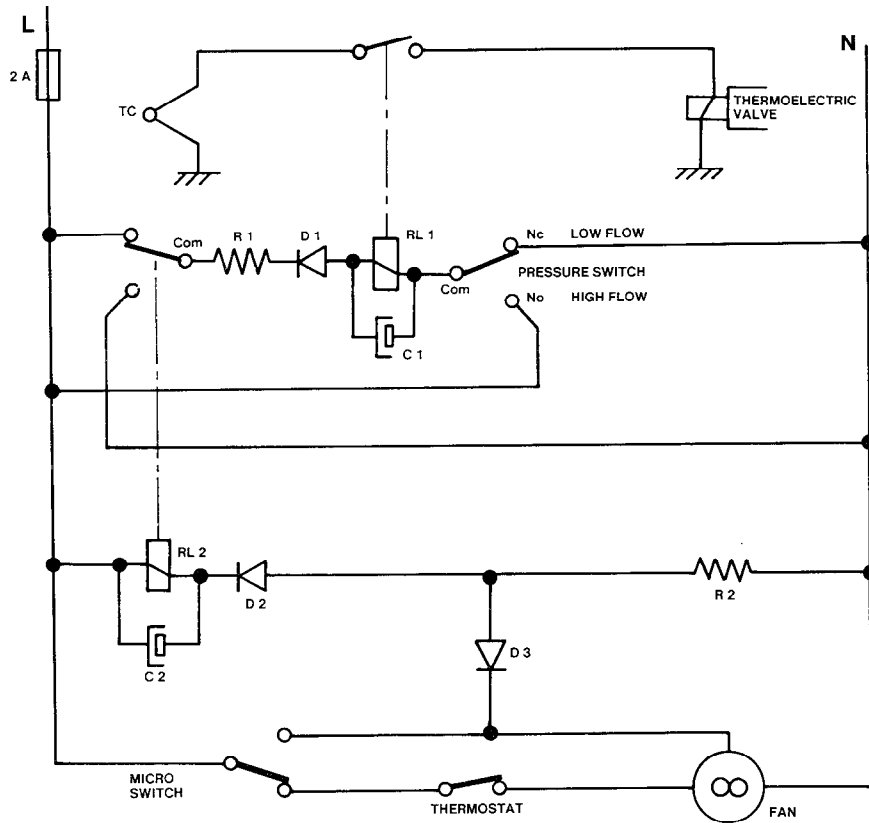 L
N
2 A
TC
THERMOELECTRIC
VALVE
Com
R 1
D 1
RL 1
Nc
LOW FLOW
PRESSURE SWITCH
Com
No
HIGH FLOW
C 1
RL 2
D 2
R 2
C 2
D 3
MICRO
SWITCH
THERMOSTAT
FAN